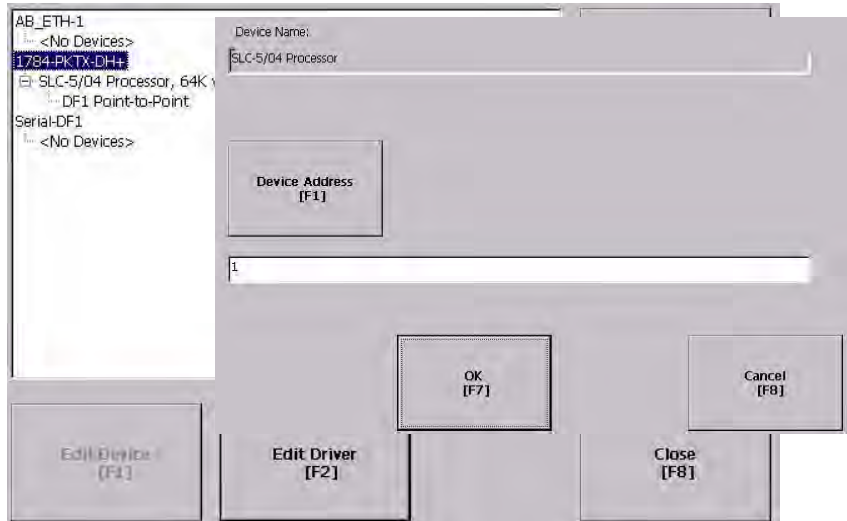 AB_ETH-1
<No Devices>
1784-PKTX-DH+
SLC-5/04 Processor, 64K
DF1 Point-to-Point
Serial-DF1
<No Devices>
Device Name:
SLC-5/04 Processor
Device Address
[F1]
1
OK
[F7]
Cancel
[F8]
Edit Device
[F1]
Edit Driver
[F2]
Close
[F8]